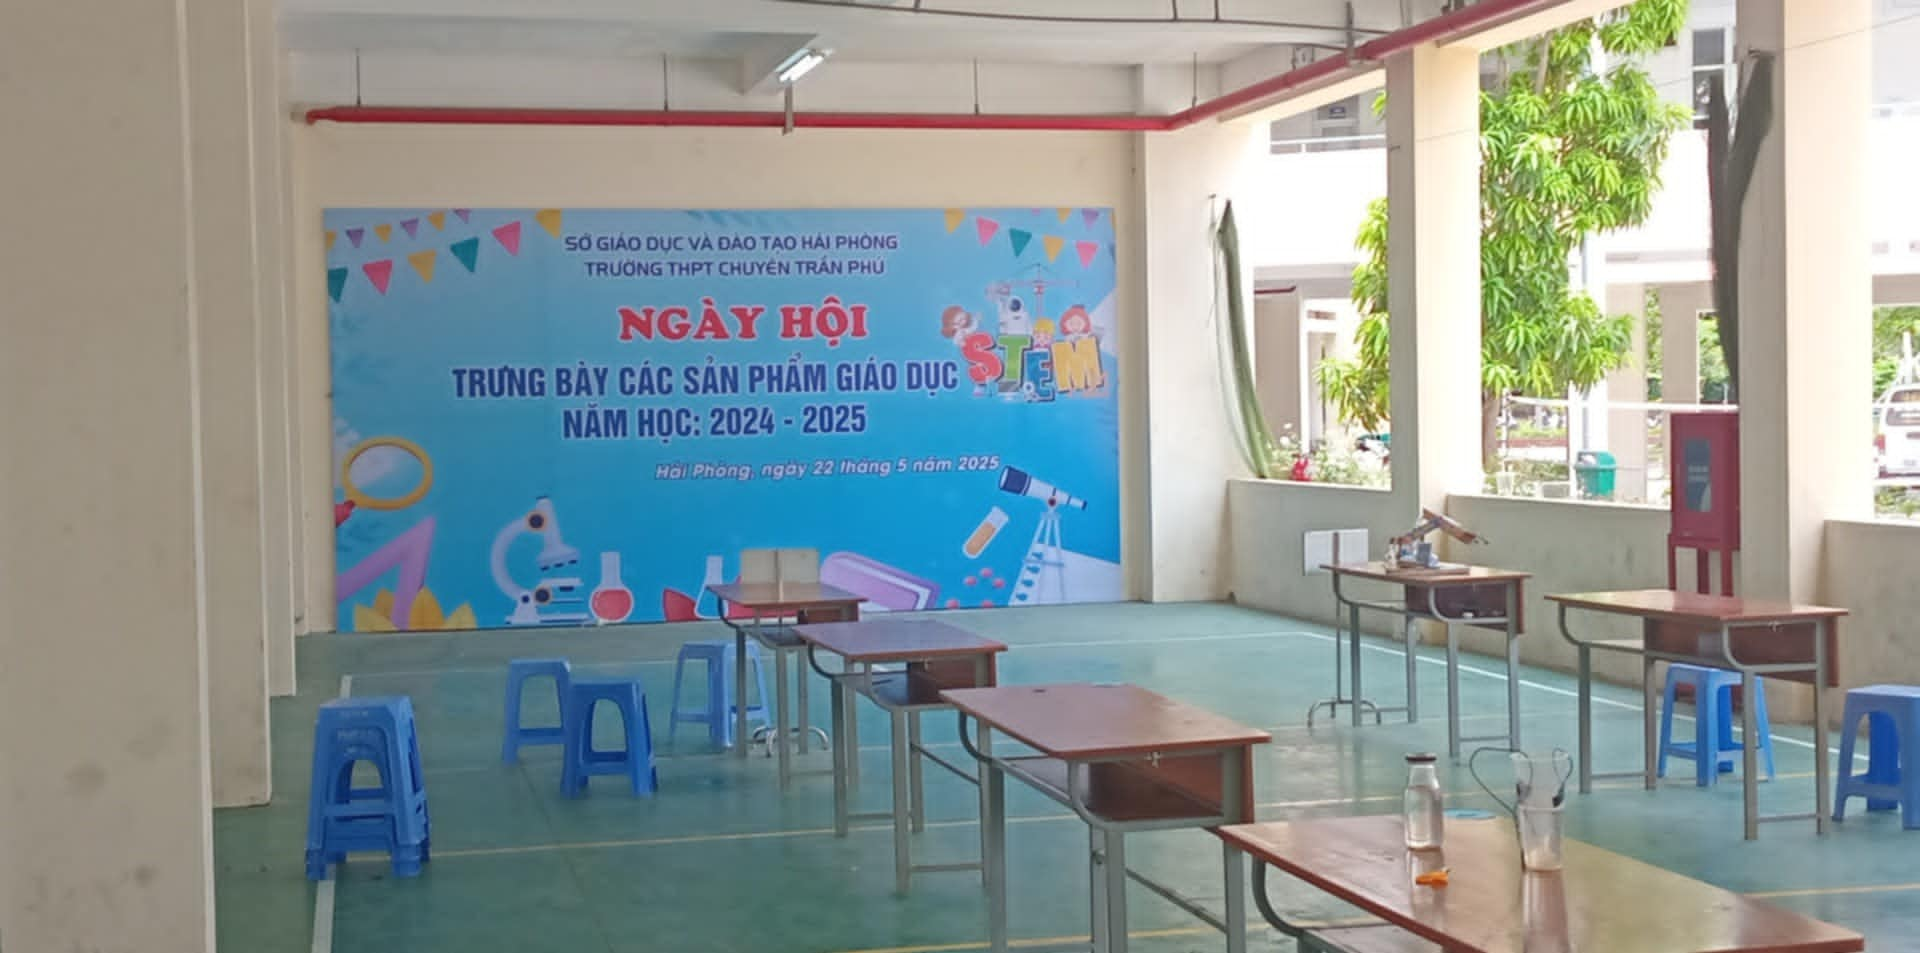 SỞ GIÁO DỤC VÀ ĐÀO TẠO HẢI PHÒNG
TRƯỜNG THPT CHUYÊN TRẦN PHÚ
NGÀY HỘI
TRƯNG BÀY CÁC SẢN PHẨM GIÁO DỤC STEM
NĂM HỌC: 2024 - 2025
Hải Phòng, ngày 22 tháng 5 năm 2025